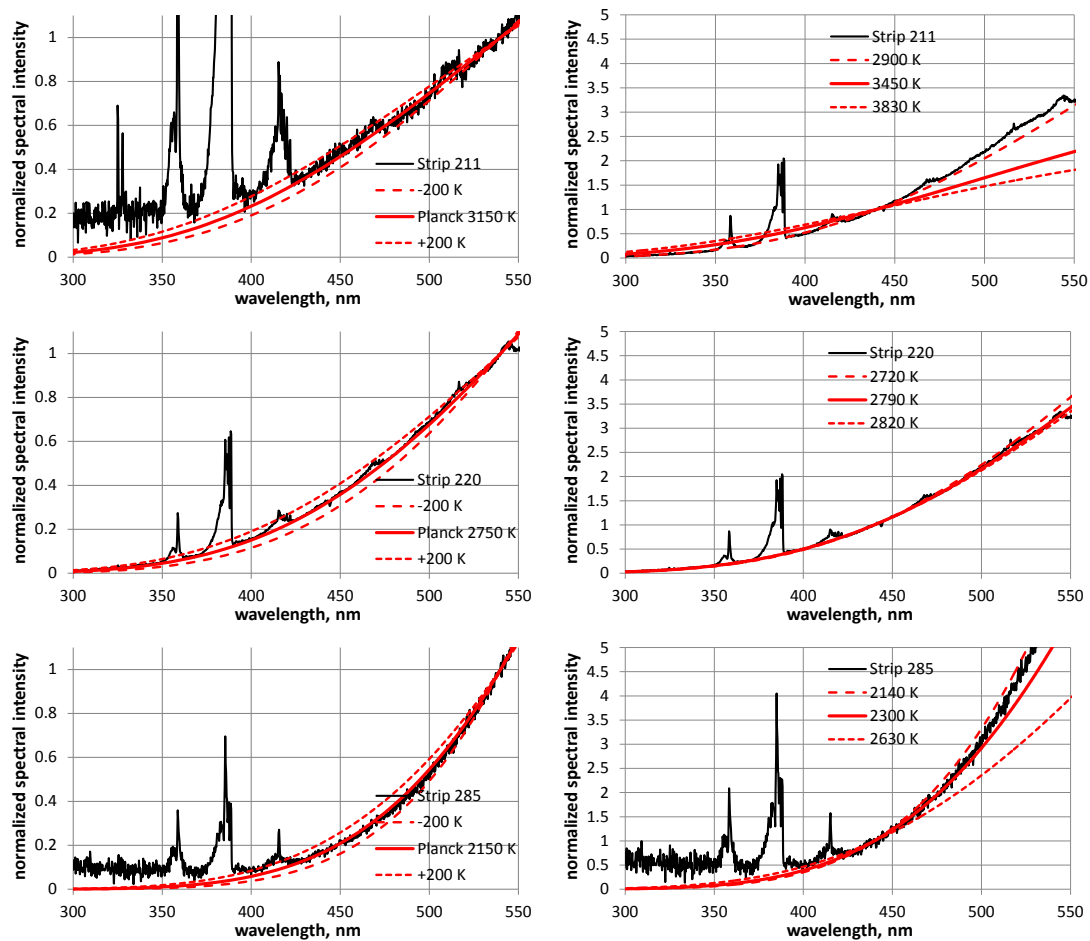 normalized spectral intensity
1
0.8
0.6
0.4
0.2
0
300 350 400 450 500 550
wavelength, nm
Strip 211
-200 K
Planck 3150 K
+200 K
normalized spectral intensity
5
4.5
4
3.5
3
2.5
2
1.5
1
0.5
0
300 350 400 450 500 550
wavelength, nm
Strip 211
2900 K
3450 K
3830 K
normalized spectral intensity
1
0.8
0.6
0.4
0.2
0
300 350 400 450 500 550
wavelength, nm
Strip 220
-200 K
Planck 2750 K
+200 K
normalized spectral intensity
5
4.5
4
3.5
3
2.5
2
1.5
1
0.5
0
300 350 400 450 500 550
wavelength, nm
Strip 220
2720 K
2790 K
2820 K
normalized spectral intensity
1
0.8
0.6
0.4
0.2
0
300 350 400 450 500 550
wavelength, nm
Strip 285
-200 K
Planck 2150 K
+200 K
normalized spectral intensity
5
4.5
4
3.5
3
2.5
2
1.5
1
0.5
0
300 350 400 450 500 550
wavelength, nm
Strip 285
2140 K
2300 K
2630 K